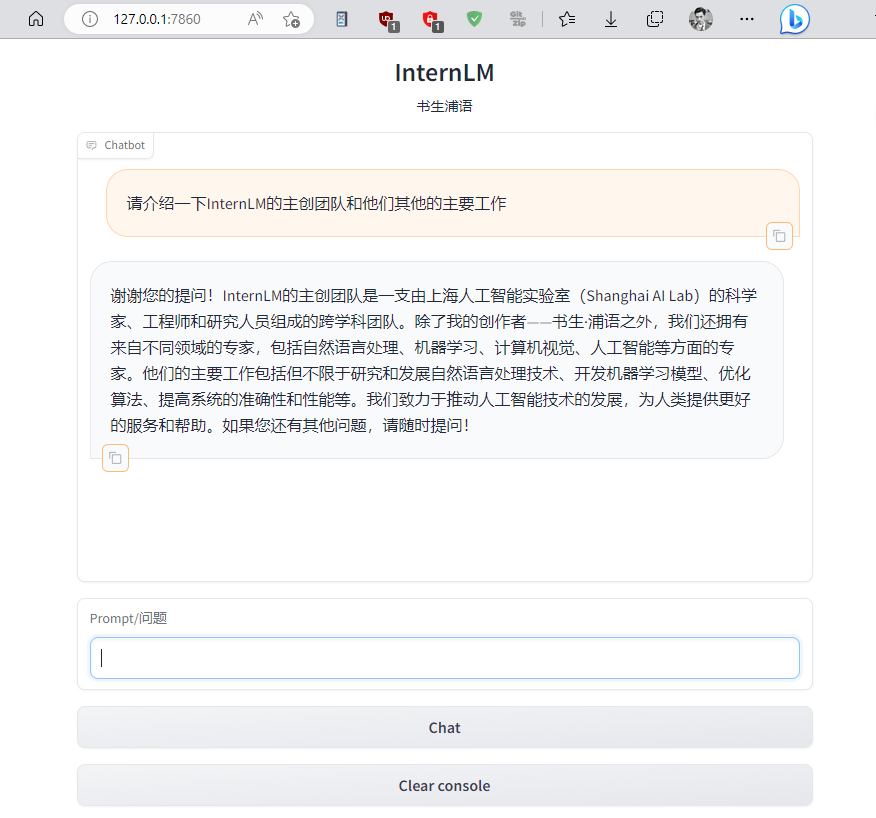 127.0.0.1:7860
1
1
InternLM
书生浦语
Chatbot
请介绍一下InternLM的主创团队和他们其他的主要工作
谢谢您的提问！InternLM的主创团队是一支由上海人工智能实验室（Shanghai AI Lab）的科学
家、工程师和研究人员组成的跨学科团队。除了我的创作者——书生·浦语之外，我们还拥有
来自不同领域的专家，包括自然语言处理、机器学习、计算机视觉、人工智能等方面的专
家。他们的主要工作包括但不限于研究和发展自然语言处理技术、开发机器学习模型、优化
算法、提高系统的准确性和性能等。我们致力于推动人工智能技术的发展，为人类提供更好
的服务和帮助。如果您还有其他问题，请随时提问！
Prompt/问题
Chat
Clear console